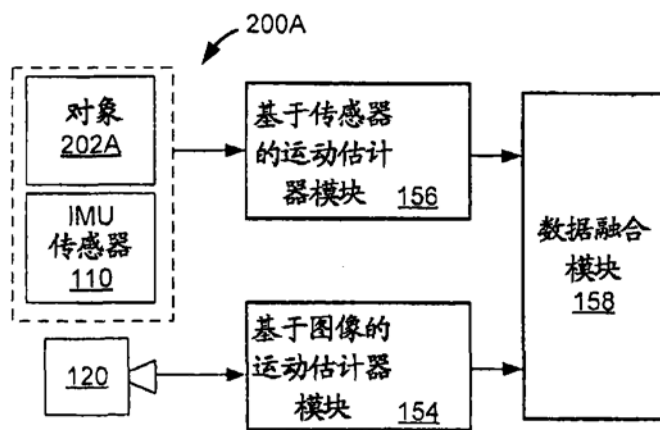 200A
对象
202A
IMU
传感器
110
基于传感器
的运动估计
器模块 156
数据融合
模块
158
120
基于图像的
运动估计器
模块 154